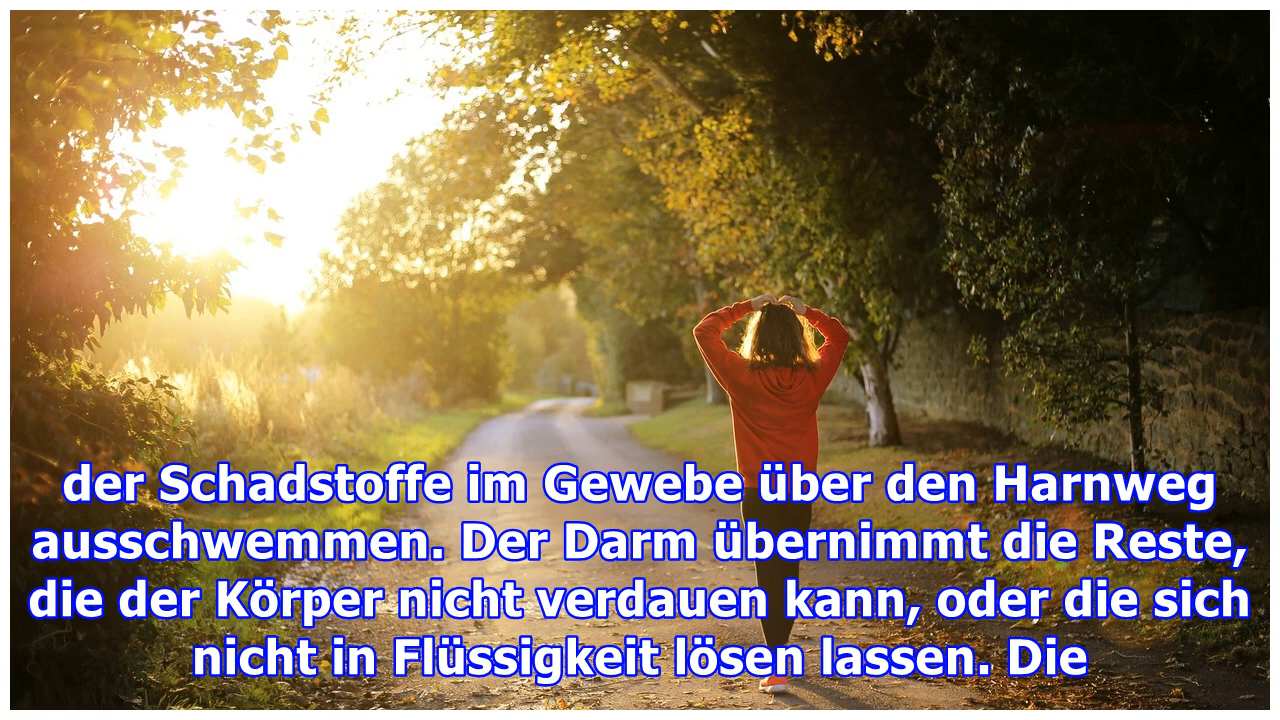 der Schadstoffe im Gewebe über den Harnweg
ausschwemmen. Der Darm übernimmt die Reste,
die der Körper nicht verdauen kann, oder die sich
nicht in Flüssigkeit lösen lassen. Die